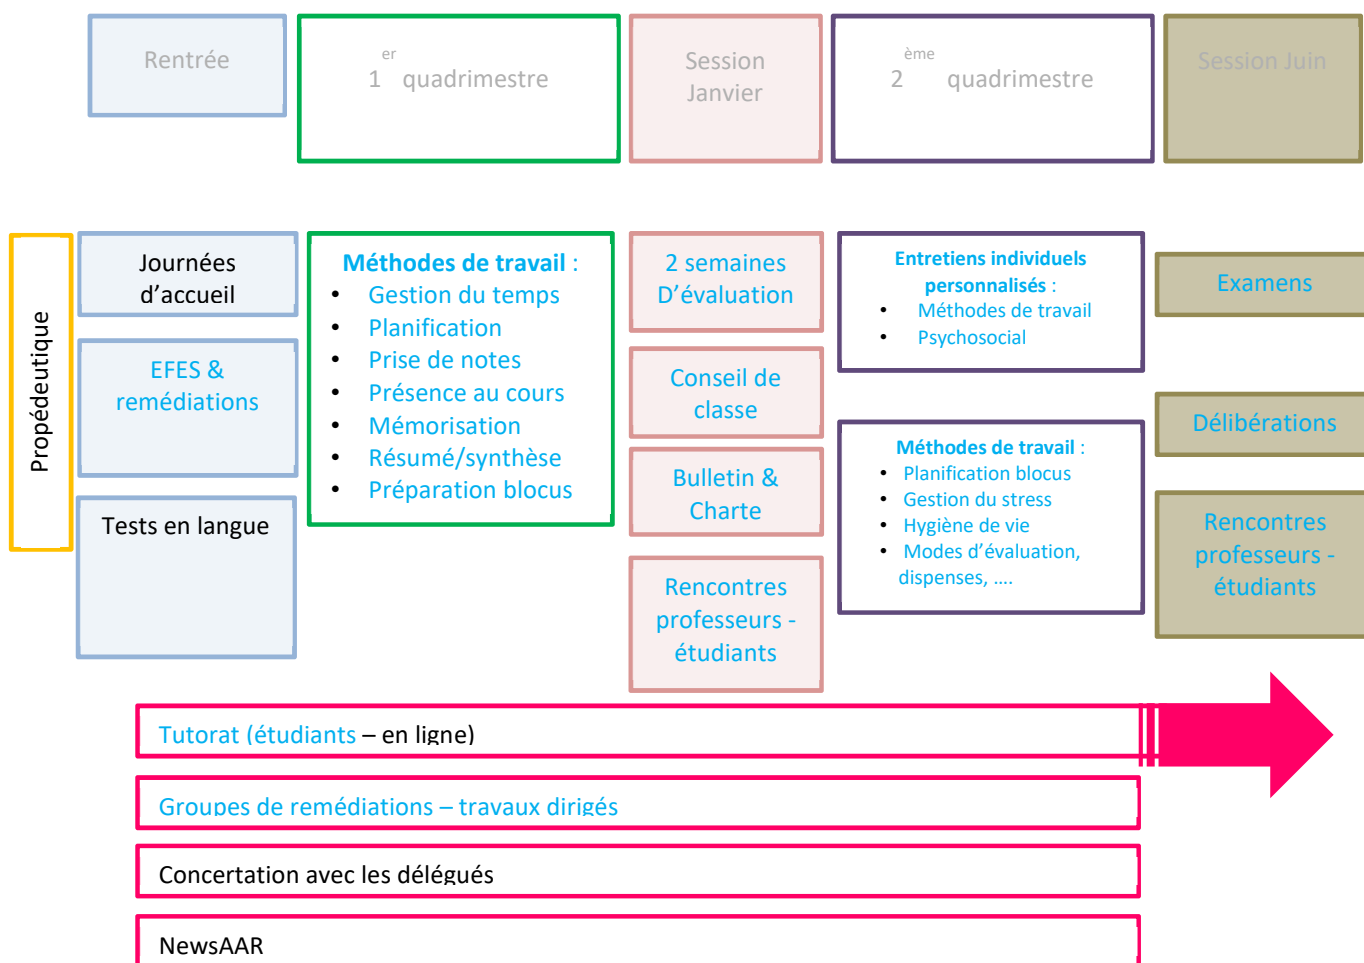 Rentrée
1er quadrimestre
Session
Janvier
2ème quadrimestre
Session Juin
Propédeutique
Journées
d’accueil
EFES &
remédiations
Tests en langue
Méthodes de travail :
• Gestion du temps
• Planification
• Prise de notes
• Présence au cours
• Mémorisation
• Résumé/synthèse
• Préparation blocus
2 semaines
D’évaluation
Conseil de
classe
Bulletin &
Charte
Rencontres
professeurs -
étudiants
Entretiens individuels
personnalisés :
• Méthodes de travail
• Psychosocial
Méthodes de travail :
• Planification blocus
• Gestion du stress
• Hygiène de vie
• Modes d’évaluation,
dispenses, ....
Examens
Délibérations
Rencontres
professeurs -
étudiants
Tutorat (étudiants – en ligne)
Groupes de remédiations – travaux dirigés
Concertation avec les délégués
NewsAAR